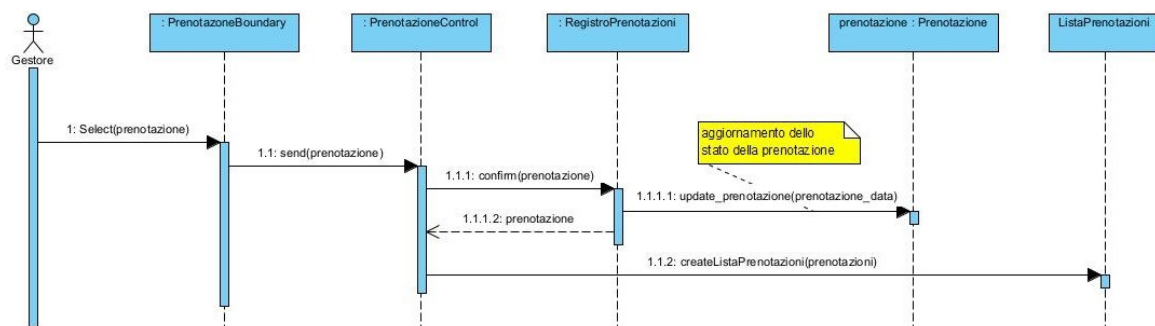 : PrenotazoneBoundary
: PrenotazioneControl
: RegistroPrenotazioni
prenotazione : Prenotazione
ListaPrenotazioni
Gestore
1: Select(prenotazione)
1.1: send(prenotazione)
aggiornamento dello
stato della prenotazione
1.1.1: confirm(prenotazione)
1.1.1.1: update_prenotazione(prenotazione_data)
1.1.1.2: prenotazione
1.1.2: createListaPrenotazioni(prenotazioni)